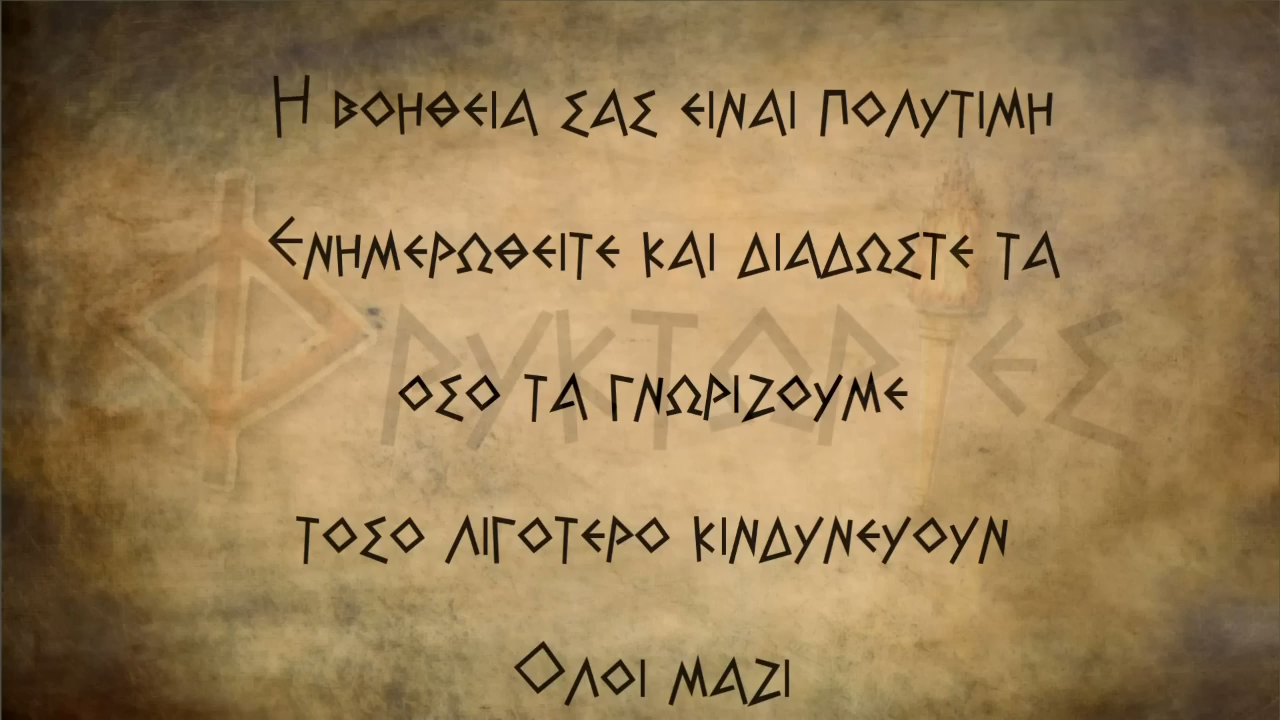 Η ΒΟΗΘΕΙΑ ΣΑΣ ΕΙΝΑΙ ΠΟΛΥΤΙΜΗ
ΕΝΗΜΕΡΩΘΕΙΤΕ ΚΑΙ ΔΙΑΔΩΣΤΕ ΤΑ
ΦΡΥΚΤΩΡΙΕΣ
ΟΣΟ ΤΑ ΓΝΩΡΙΖΟΥΜΕ
ΤΟΣΟ ΛΙΓΟΤΕΡΟ ΚΙΝΔΥΝΕΥΟΥΝ
ΟΛΟΙ ΜΑΖΙ